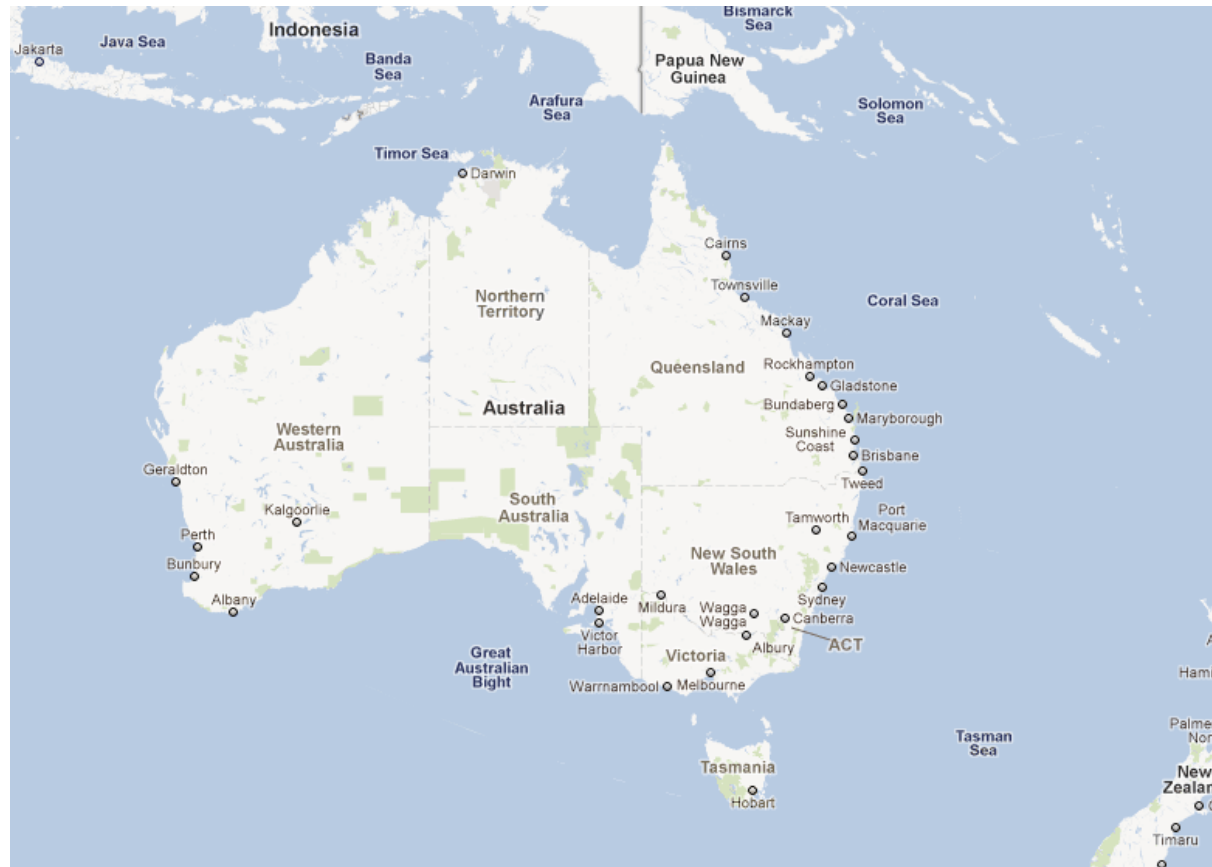 Bismarck
Sea
Indonesia
Java Sea
Jakarta
Banda
Sea
Papua New
Guinea
Arafura
Sea
Solomon
Sea
Timor Sea
Darwin
Cairns
Townsville
Coral Sea
Northern
Territory
Mackay
Queensland
Rockhampton
Gladstone
Australia
Bundaberg
Maryborough
Western
Australia
Sunshine
Coast
Brisbane
Geraldton
Tweed
South
Australia
Kalgoorlie
Tamworth
Port
Macquarie
Perth
New South
Wales
Bunbury
Newcastle
Albany
Adelaide
Mildura
Sydney
Wagga
Wagga
Canberra
Victor
Harbor
Albury
ACT
Great
Australian
Bight
Victoria
Warrnambool
Melbourne
Hami
Palme
Nor
Tasman
Sea
Tasmania
Hobart
New
Zealan
Timaru